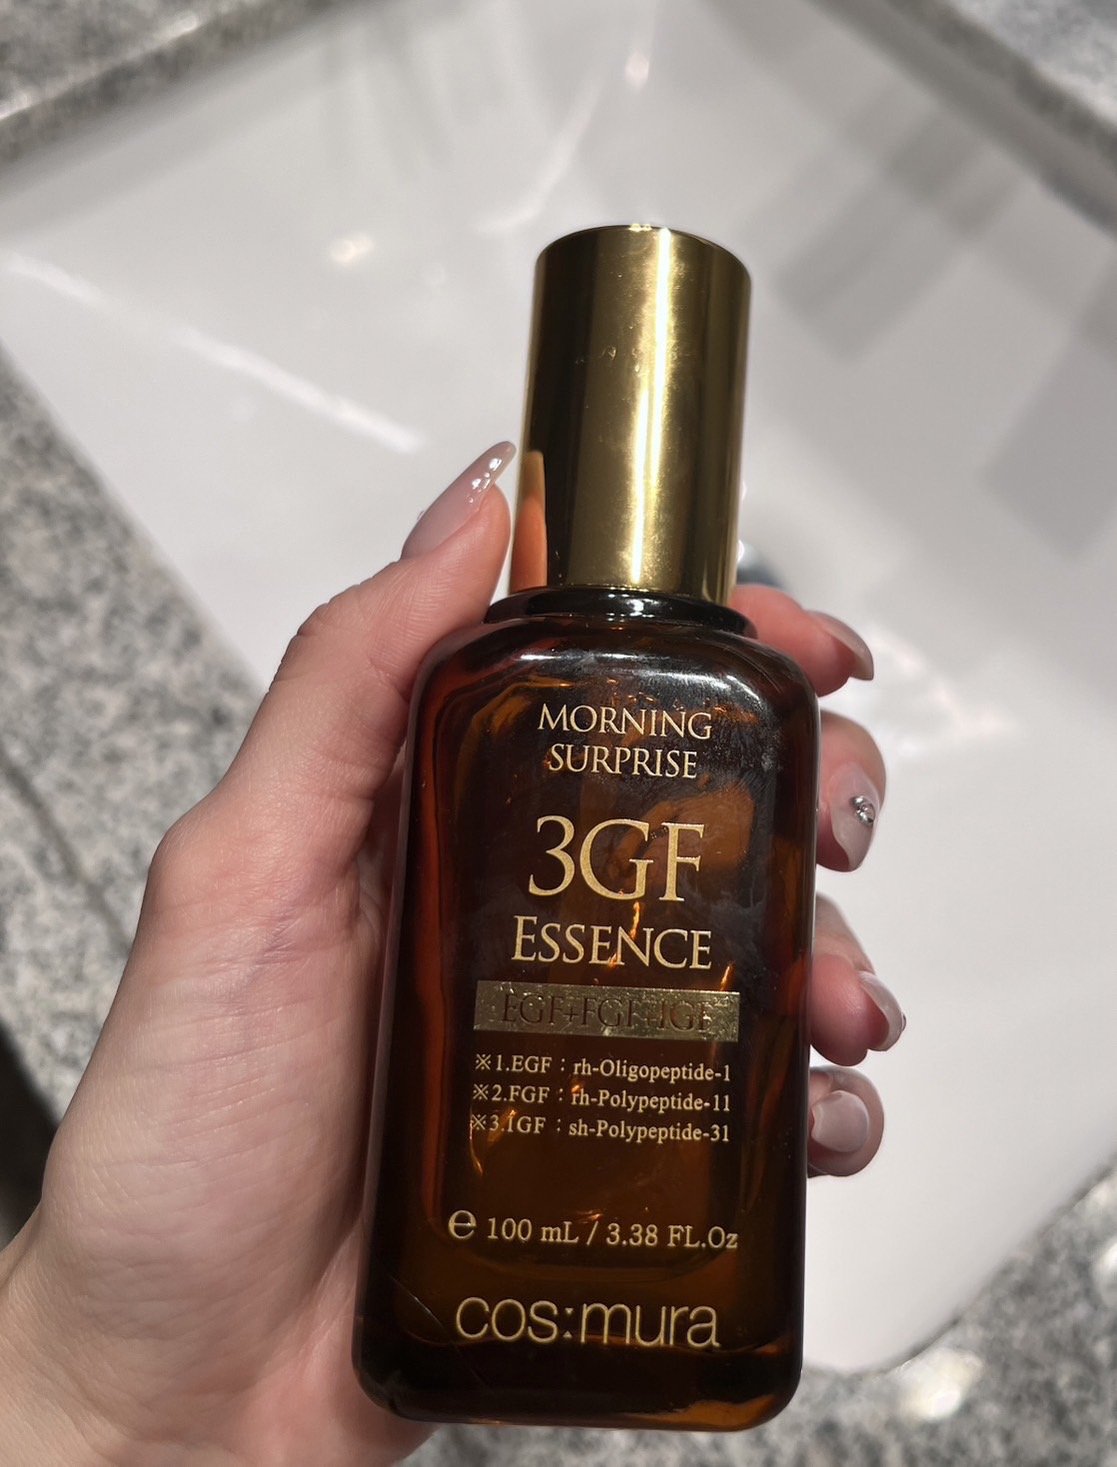 MORNING
SURPRISE
3GF
ESSENCE
EGF+FGF+IGF
※1.EGF : rh-Oligopeptide-1
※2.FGF : rh-Polypeptide-11
※3.IGF : sh-Polypeptide-31
℮ 100 mL / 3.38 FL.Oz
cos:mura